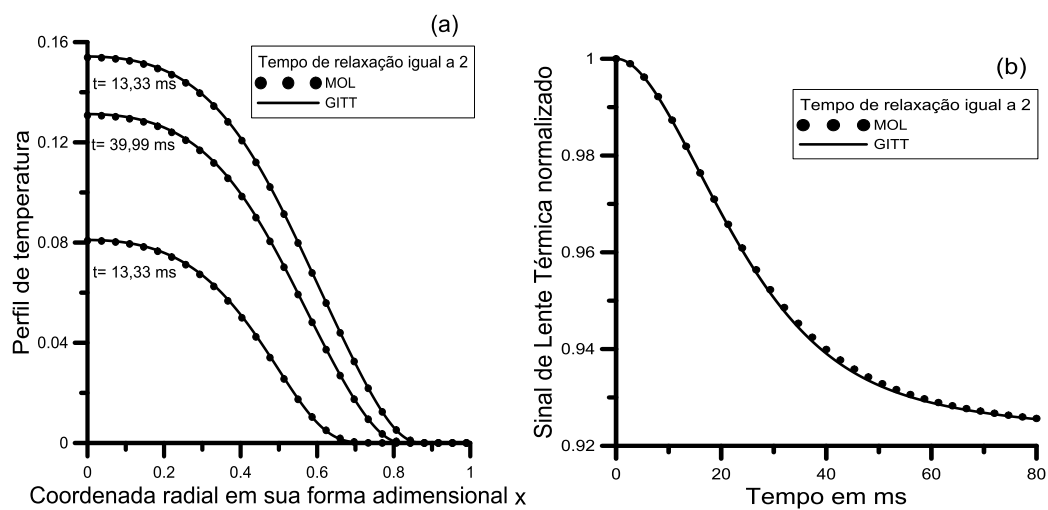 (a)
0.16
0.12
0.08
0.04
0
Perfil de temperatura
Tempo de relaxação igual a 2
MOL
GITT
t= 13,33 ms
t= 39,99 ms
t= 13,33 ms
0 0.2 0.4 0.6 0.8 1
Coordenada radial em sua forma adimensional x
(b)
1
0.98
0.96
0.94
0.92
Sinal de Lente Térmica normalizado
Tempo de relaxação igual a 2
MOL
GITT
0 20 40 60 80
Tempo em ms